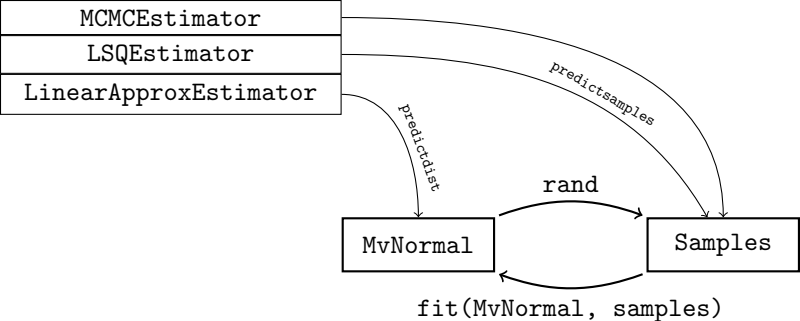 MCMCEstimator
LSQEstimator
LinearApproxEstimator
predictsamples
predictdist
rand
MvNormal
Samples
fit(MvNormal, samples)